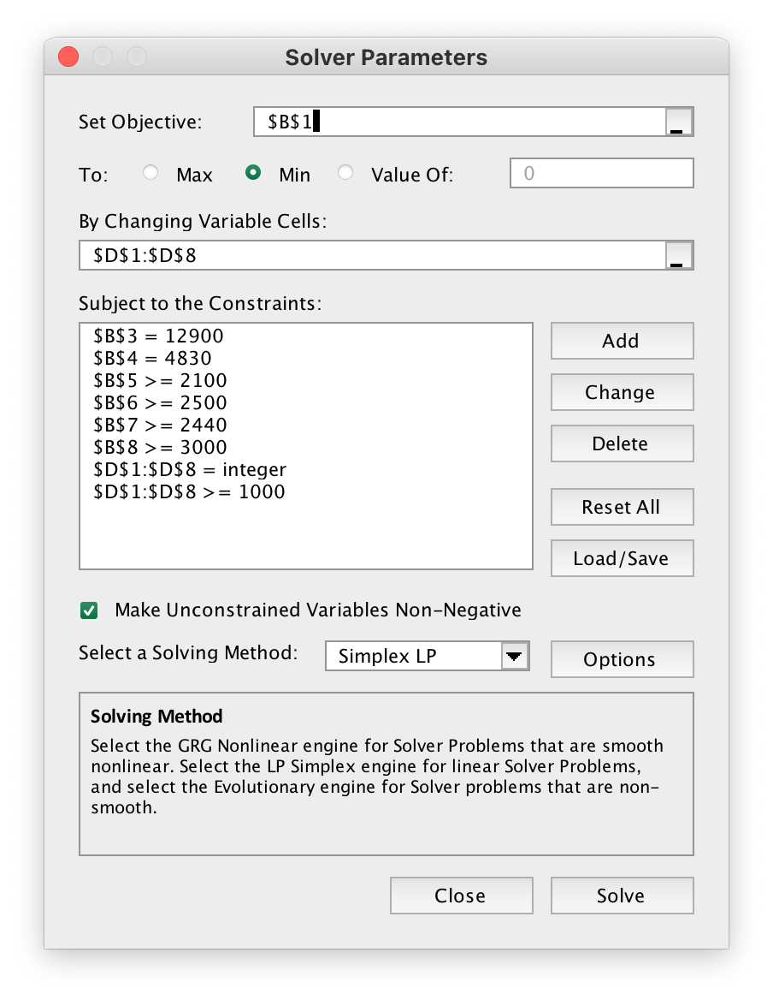 Solver Parameters
Set Objective: $B$1
To: Max Min Value Of: 0
By Changing Variable Cells:
$D$1:$D$8
Subject to the Constraints:
$B$3 = 12900
$B$4 = 4830
$B$5 >= 2100
$B$6 >= 2500
$B$7 >= 2440
$B$8 >= 3000
$D$1:$D$8 = integer
$D$1:$D$8 >= 1000
Add
Change
Delete
Reset All
Load/Save
Make Unconstrained Variables Non-Negative
Select a Solving Method: Simplex LP Options
Solving Method
Select the GRG Nonlinear engine for Solver Problems that are smooth
nonlinear. Select the LP Simplex engine for linear Solver Problems,
and select the Evolutionary engine for Solver problems that are non-
smooth.
Close Solve